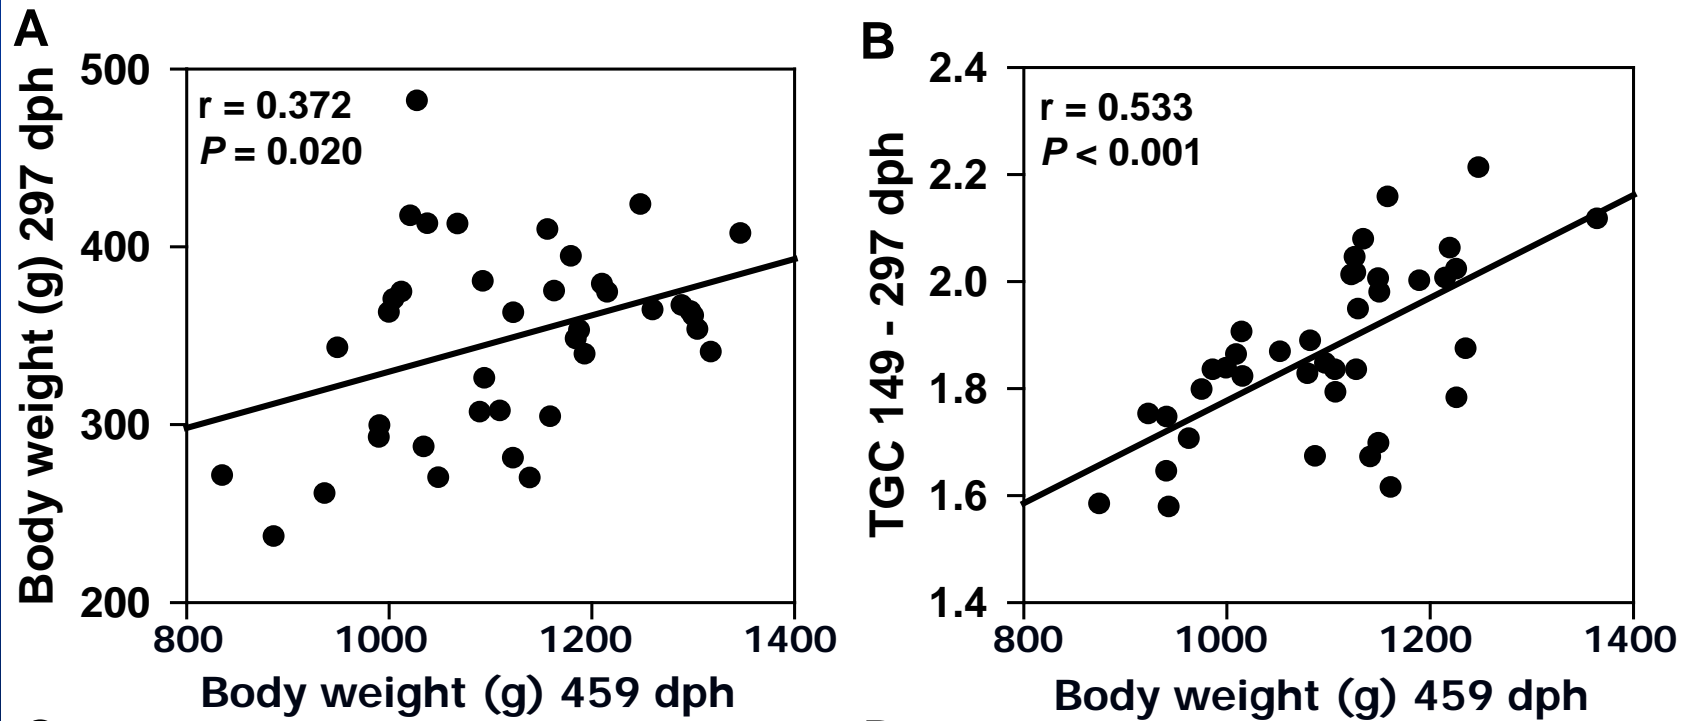 A
Body weight (g) 297 dph
500
400
300
200
r = 0.372
P = 0.020
800 1000 1200 1400
Body weight (g) 459 dph
B
TGC 149 - 297 dph
2.4
2.2
2.0
1.8
1.6
1.4
r = 0.533
P < 0.001
800 1000 1200 1400
Body weight (g) 459 dph